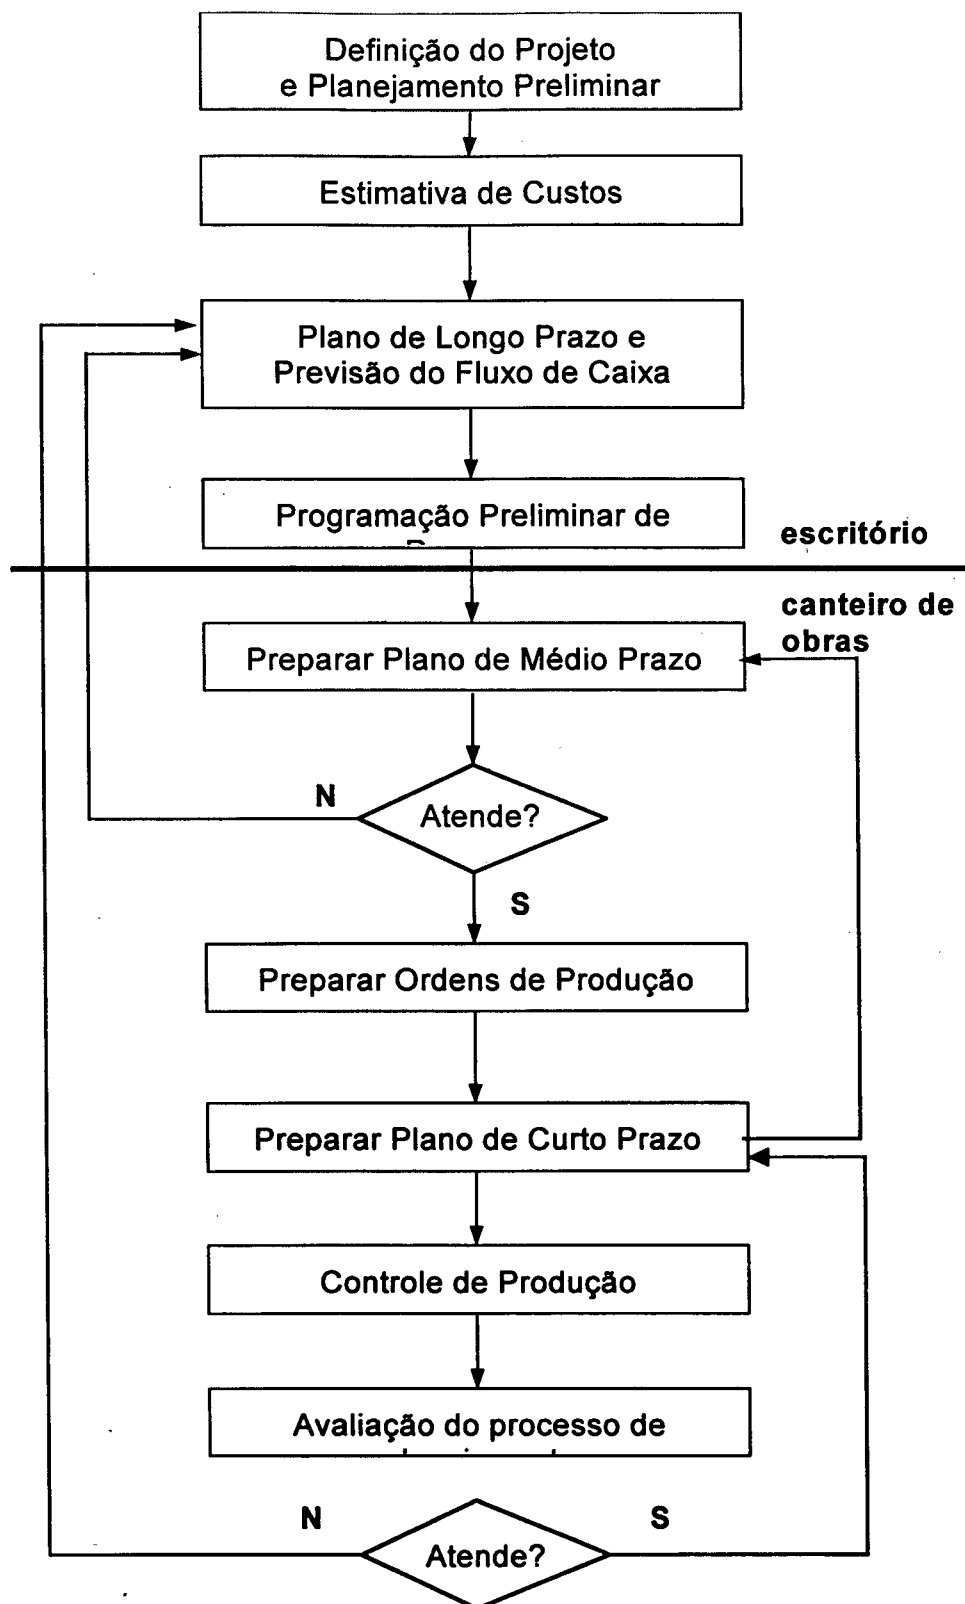 Definição do Projeto
e Planejamento Preliminar
Estimativa de Custos
Plano de Longo Prazo e
Previsão do Fluxo de Caixa
Programação Preliminar de
escritório
canteiro de
obras
Preparar Plano de Médio Prazo
N
Atende?
S
Preparar Ordens de Produção
Preparar Plano de Curto Prazo
Controle de Produção
Avaliação do processo de
N
S
Atende?